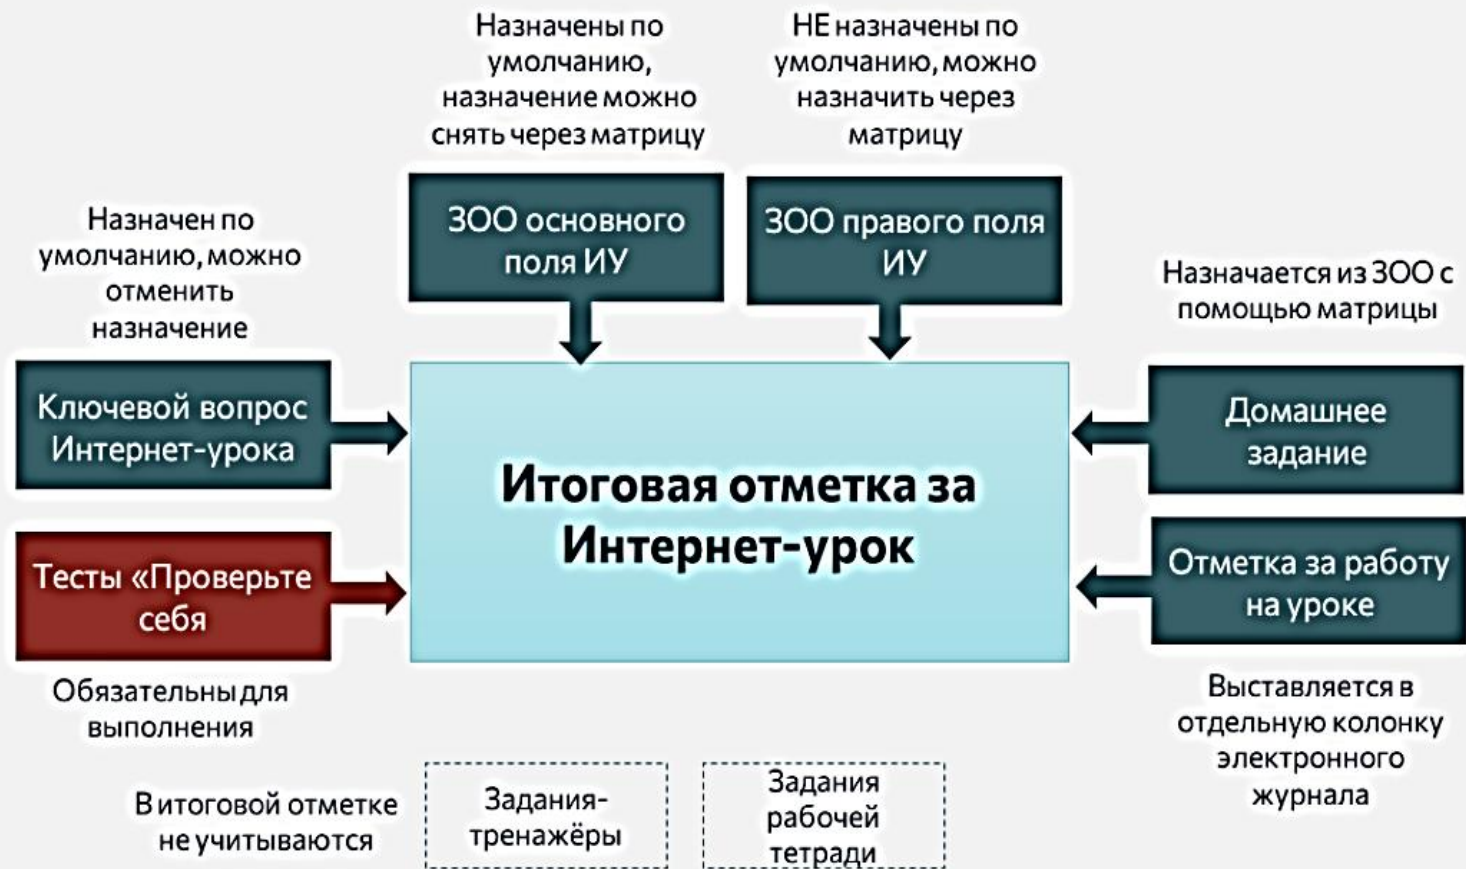 Назначены по
умолчанию,
назначение можно
снять через матрицу
НЕ назначены по
умолчанию, можно
назначить через
матрицу
ЗОО основного
поля ИУ
ЗОО правого поля
ИУ
Назначен по
умолчанию, можно
отменить
назначение
Ключевой вопрос
Интернет-урока
Тесты «Проверьте
себя
Обязательны для
выполнения
Итоговая отметка за
Интернет-урок
Назначается из ЗОО с
помощью матрицы
Домашнее
задание
Отметка за работу
на уроке
Выставляется в
отдельную колонку
электронного
журнала
В итоговой отметке
не учитываются
Задания-
тренажёры
Задания
рабочей
тетради